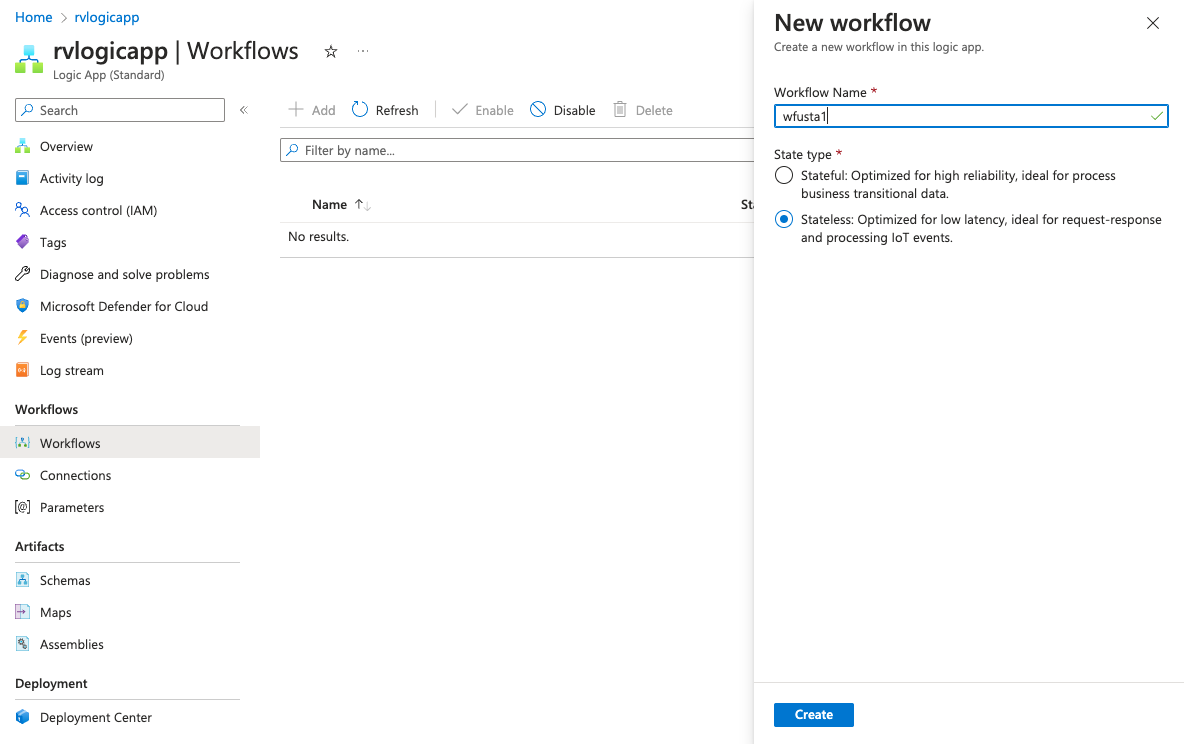 Home > rvlogicapp
rvlogicapp | Workflows
Logic App (Standard)
Search
Overview
Activity log
Access control (IAM)
Tags
Diagnose and solve problems
Microsoft Defender for Cloud
Events (preview)
Log stream
Workflows
Workflows
Connections
Parameters
Artifacts
Schemas
Maps
Assemblies
Deployment
Deployment Center
Add Refresh Enable Disable Delete
Filter by name...
Name Sta
No results.
New workflow
Create a new workflow in this logic app.
Workflow Name *
wfusta1
State type *
Stateful: Optimized for high reliability, ideal for process
business transitional data.
Stateless: Optimized for low latency, ideal for request-response
and processing IoT events.
Create